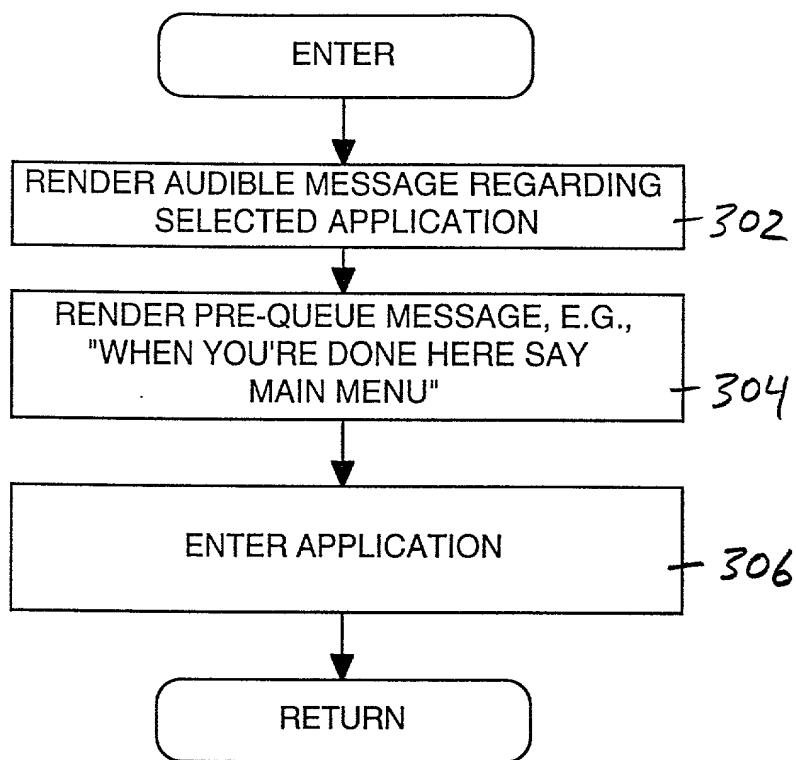 ENTER
RENDER AUDIBLE MESSAGE REGARDING
SELECTED APPLICATION
302
RENDER PRE-QUEUE MESSAGE, E.G.,
"WHEN YOU'RE DONE HERE SAY
MAIN MENU"
304
ENTER APPLICATION
306
RETURN